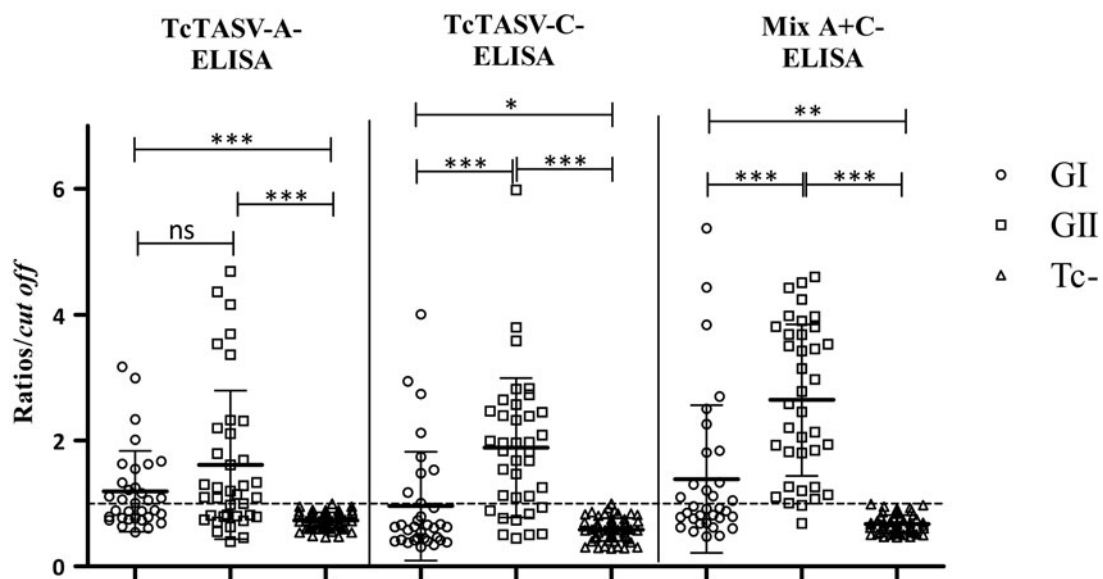 TcTASV-A-
ELISA
TcTASV-C-
ELISA
Mix A+C-
ELISA
*
**
***
***
***
***
***
***
ns
Ratios/cut off
6
4
2
0
GI
GII
Tc-